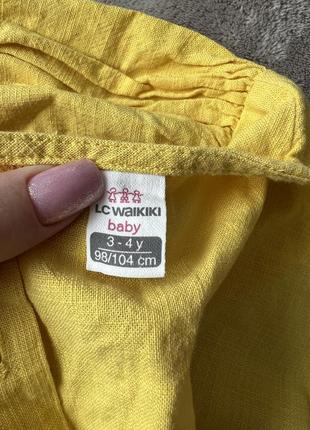 LC WAIKIKI
baby
3 - 4 y
98/104 cm